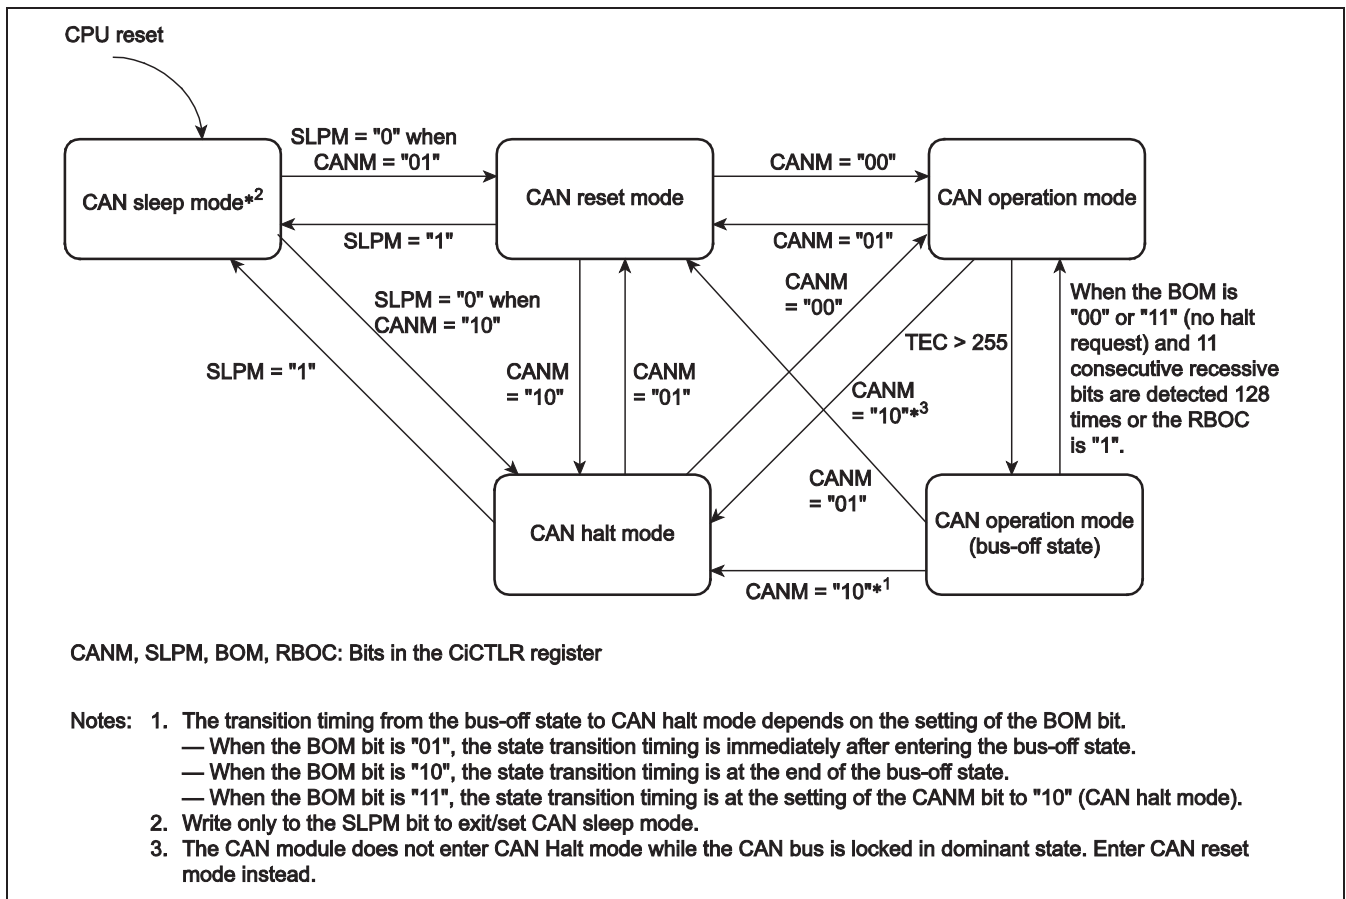 CPU reset
SLPM = "0" when
CANM = "01"
CAN sleep mode*2
CAN reset mode
CANM = "00"
CAN operation mode
SLPM = "1"
CANM = "01"
SLPM = "0" when
CANM = "10"
CANM
= "00"
When the BOM is
"00" or "11" (no halt
request) and 11
consecutive recessive
bits are detected 128
times or the RBOC
is "1".
TEC > 255
SLPM = "1"
CANM
= "10"
CANM
= "01"
CANM
= "10"*3
CANM
= "01"
CAN halt mode
CAN operation mode
(bus-off state)
CANM = "10"*1
CANM, SLPM, BOM, RBOC: Bits in the CiCTLR register
Notes: 1. The transition timing from the bus-off state to CAN halt mode depends on the setting of the BOM bit.
— When the BOM bit is "01", the state transition timing is immediately after entering the bus-off state.
— When the BOM bit is "10", the state transition timing is at the end of the bus-off state.
— When the BOM bit is "11", the state transition timing is at the setting of the CANM bit to "10" (CAN halt mode).
2. Write only to the SLPM bit to exit/set CAN sleep mode.
3. The CAN module does not enter CAN Halt mode while the CAN bus is locked in dominant state. Enter CAN reset
mode instead.